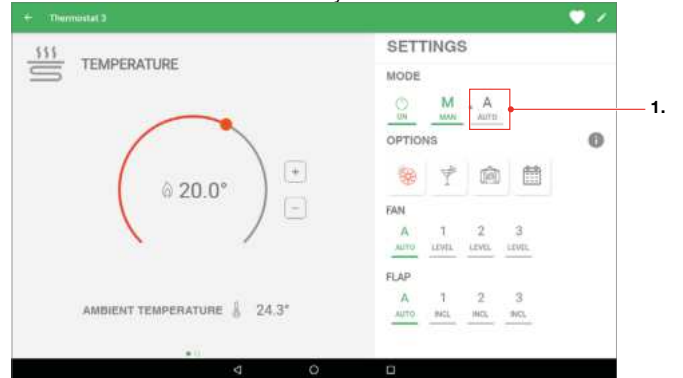 Thermostat 3
SETTINGS
TEMPERATURE
MODE
ON
M
MAN
A
AUTO
1.
OPTIONS
20.0°
+
−
FAN
A
AUTO
1
LEVEL
2
LEVEL
3
LEVEL
FLAP
A
AUTO
1
INCL
2
INCL
3
INCL
AMBIENT TEMPERATURE 24.3°